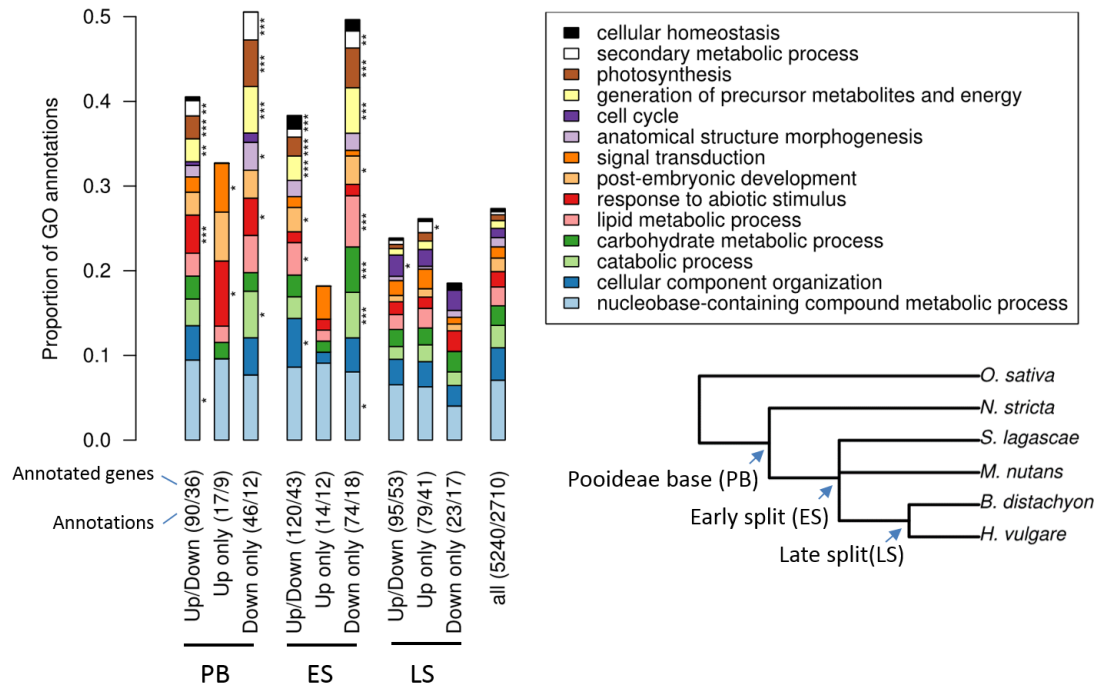 0.5
0.4
0.3
0.2
0.1
0.0
Proportion of GO annotations
**
***
***
**
***
*
*
*
***
***
***
*
*
*
***
***
***
*
*
*
**
***
***
*
***
***
***
*
*
*
cellular homeostasis
secondary metabolic process
photosynthesis
generation of precursor metabolites and energy
cell cycle
anatomical structure morphogenesis
signal transduction
post-embryonic development
response to abiotic stimulus
lipid metabolic process
carbohydrate metabolic process
catabolic process
cellular component organization
nucleobase-containing compound metabolic process
Annotated genes
Annotations
Up/Down (90/36)
Up only (17/9)
Down only (46/12)
Up/Down (120/43)
Up only (14/12)
Down only (74/18)
Up/Down (95/53)
Up only (79/41)
Down only (23/17)
all (5240/2710)
PB
ES
LS
O. sativa
N. stricta
S. lagascae
M. nutans
B. distachyon
H. vulgare
Pooideae base (PB)
Early split (ES)
Late split(LS)